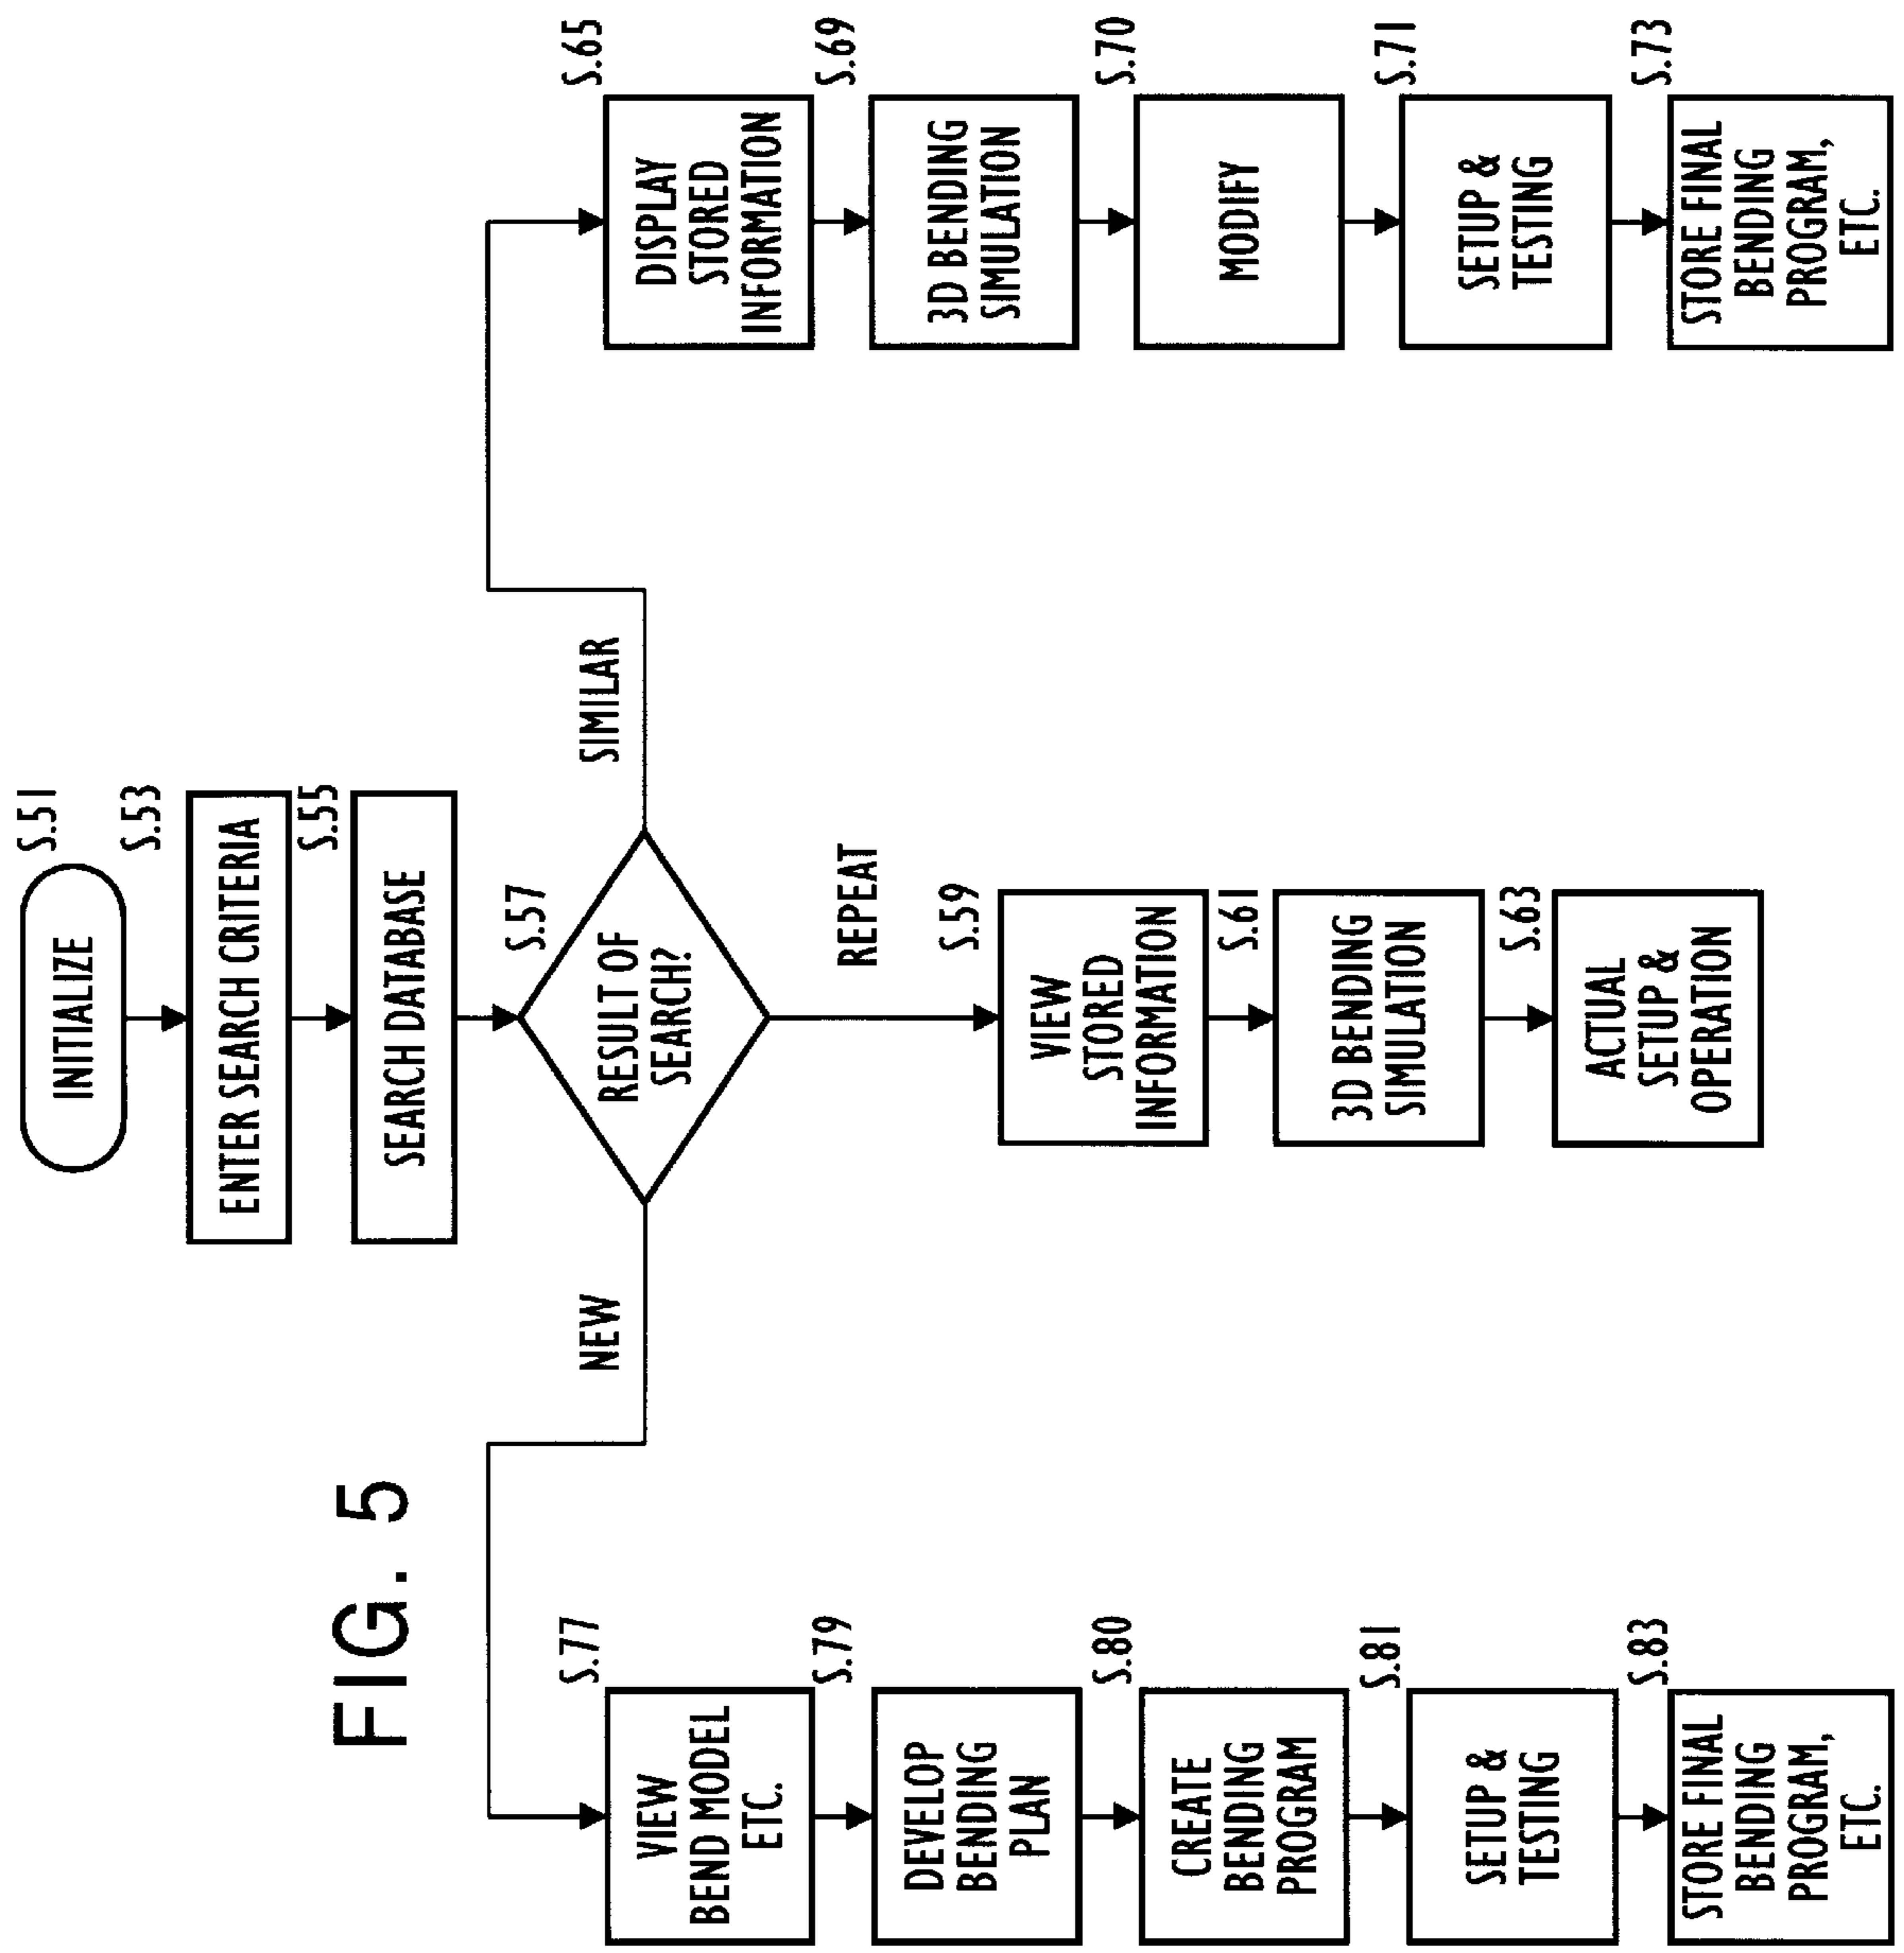 FIG. 5
S.51
INITIALIZE
S.53
ENTER SEARCH CRITERIA
S.55
SEARCH DATABASE
S.57
RESULT OF
SEARCH?
NEW
SIMILAR
REPEAT
S.77
VIEW
BEND MODEL
ETC.
S.79
DEVELOP
BENDING
PLAN
S.80
CREATE
BENDING
PROGRAM
S.81
SETUP &
TESTING
S.83
STORE FINAL
BENDING
PROGRAM,
ETC.
S.59
VIEW
STORED
INFORMATION
S.61
3D BENDING
SIMULATION
S.63
ACTUAL
SETUP &
OPERATION
S.65
DISPLAY
STORED
INFORMATION
S.69
3D BENDING
SIMULATION
S.70
MODIFY
S.71
SETUP &
TESTING
S.73
STORE FINAL
BENDING
PROGRAM,
ETC.